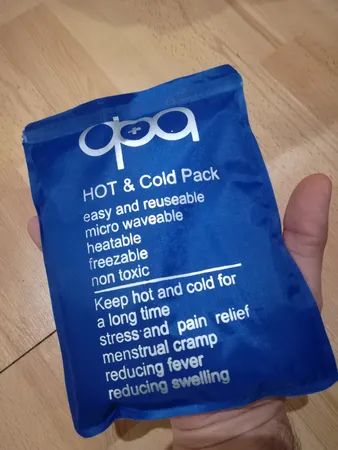 qpq
HOT & Cold Pack
easy and reuseable
micro waveable
heatable
freezable
non toxic
Keep hot and cold for
a long time
stress and pain relief
menstrual cramp
reducing fever
reducing swelling